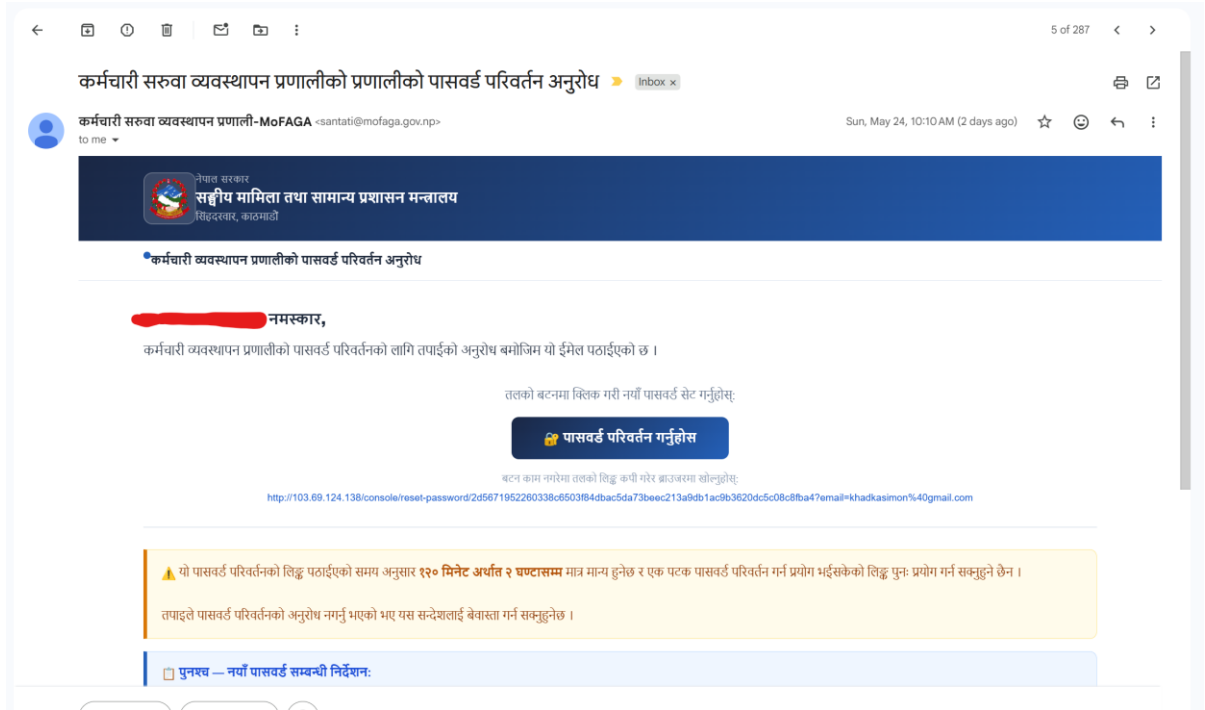 5 of 287
कर्मचारी सरुवा व्यवस्थापन प्रणालीको प्रणालीको पासवर्ड परिवर्तन अनुरोध Inbox x
कर्मचारी सरुवा व्यवस्थापन प्रणाली-MoFAGA <santati@mofaga.gov.np> Sun, May 24, 10:10 AM (2 days ago)
to me
नेपाल सरकार
सङ्घीय मामिला तथा सामान्य प्रशासन मन्त्रालय
सिंहदरवार, काठमाडौं
कर्मचारी व्यवस्थापन प्रणालीको पासवर्ड परिवर्तन अनुरोध
नमस्कार,
कर्मचारी व्यवस्थापन प्रणालीको पासवर्ड परिवर्तनको लागि तपाईको अनुरोध बमोजिम यो ईमेल पठाईएको छ ।
तलको बटनमा क्लिक गरी नयाँ पासवर्ड सेट गर्नुहोस्:
🔐 पासवर्ड परिवर्तन गर्नुहोस
बटन काम नगरेमा तलको लिङ्क कपी गरेर ब्राउजरमा खोल्नुहोस्:
http://103.69.124.138/console/reset-password/2d5671952260338c6503f84dbac5da73beec213a9db1ac9b3620dc5c08c8fba4?email=khadkasimon%40gmail.com
⚠️ यो पासवर्ड परिवर्तनको लिङ्क पठाईएको समय अनुसार १२० मिनेट अर्थात २ घण्टासम्म मात्र मान्य हुनेछ र एक पटक पासवर्ड परिवर्तन गर्न प्रयोग भईसकेको लिङ्क पुनः प्रयोग गर्न सक्नुहुने छैन ।
तपाइले पासवर्ड परिवर्तनको अनुरोध नगर्नु भएको भए यस सन्देशलाई बेवास्ता गर्न सक्नुहुनेछ ।
📋 पुनश्च — नयाँ पासवर्ड सम्बन्धी निर्देशन: